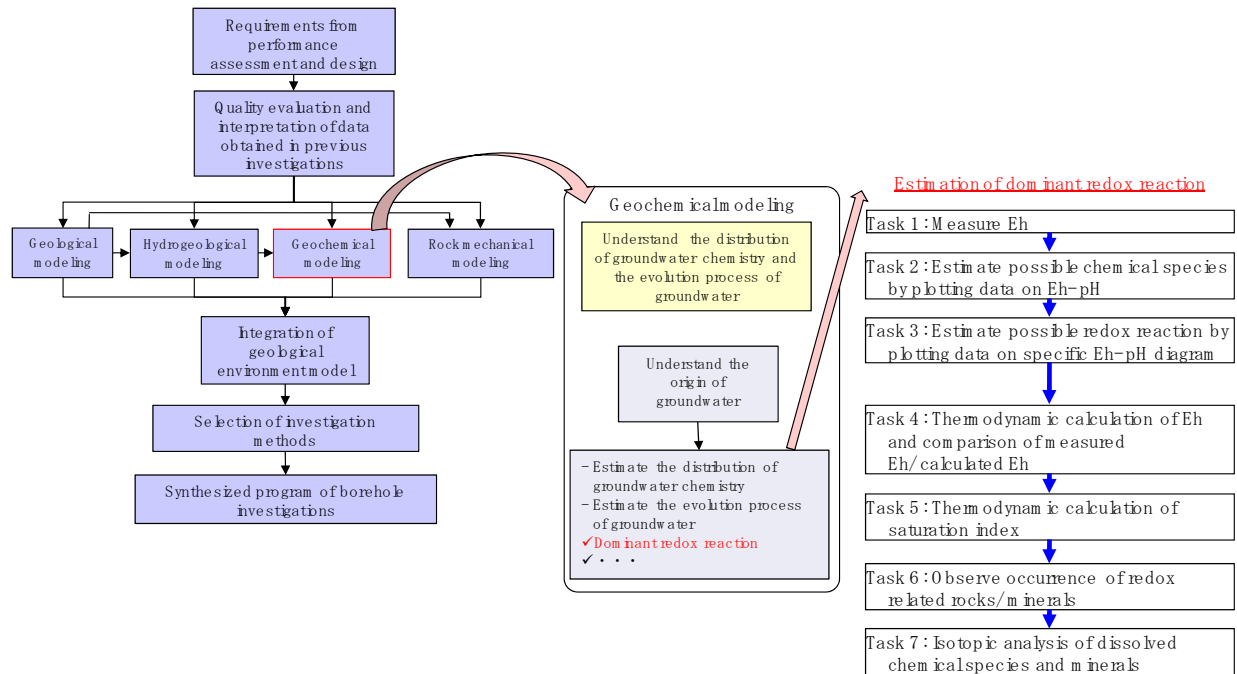 Requirements from
performance
assessment and design
Quality evaluation and
interpretation of data
obtained in previous
investigations
Geological
modeling
Hydrogeological
modeling
Geochemical
modeling
Rock mechanical
modeling
Integration of
geological
environment model
Selection of investigation
methods
Synthesized program of borehole
investigations
Geochemical modeling
Understand the distribution
of groundwater chemistry and
the evolution process of
groundwater
Understand the
origin of
groundwater
- Estimate the distribution of
groundwater chemistry
- Estimate the evolution process
of groundwater
✓Dominant redox reaction
✓・・・
Estimation of dominant redox reaction
Task 1: Measure Eh
Task 2: Estimate possible chemical species
by plotting data on Eh-pH
Task 3: Estimate possible redox reaction by
plotting data on specific Eh-pH diagram
Task 4: Thermodynamic calculation of Eh
and comparison of measured
Eh/calculated Eh
Task 5: Thermodynamic calculation of
saturation index
Task 6: Observe occurrence of redox
related rocks/minerals
Task 7: Isotopic analysis of dissolved
chemical species and minerals